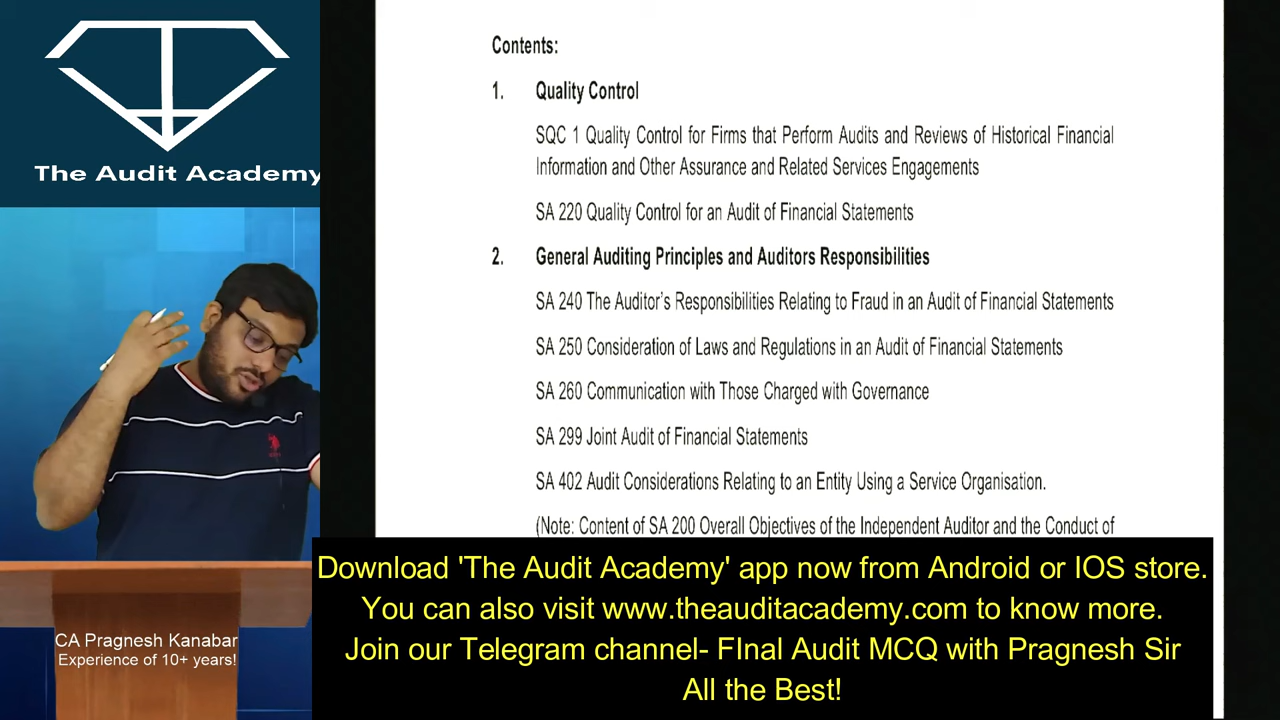 The Audit Academy
Contents:
1. Quality Control
SQC 1 Quality Control for Firms that Perform Audits and Reviews of Historical Financial
Information and Other Assurance and Related Services Engagements
SA 220 Quality Control for an Audit of Financial Statements
2. General Auditing Principles and Auditors Responsibilities
SA 240 The Auditor's Responsibilities Relating to Fraud in an Audit of Financial Statements
SA 250 Consideration of Laws and Regulations in an Audit of Financial Statements
SA 260 Communication with Those Charged with Governance
SA 299 Joint Audit of Financial Statements
SA 402 Audit Considerations Relating to an Entity Using a Service Organisation.
(Note: Content of SA 200 Overall Objectives of the Independent Auditor and the Conduct of
CA Pragnesh Kanabar
Experience of 10+ years!
Download 'The Audit Academy' app now from Android or IOS store.
You can also visit www.theauditacademy.com to know more.
Join our Telegram channel- FInal Audit MCQ with Pragnesh Sir
All the Best!